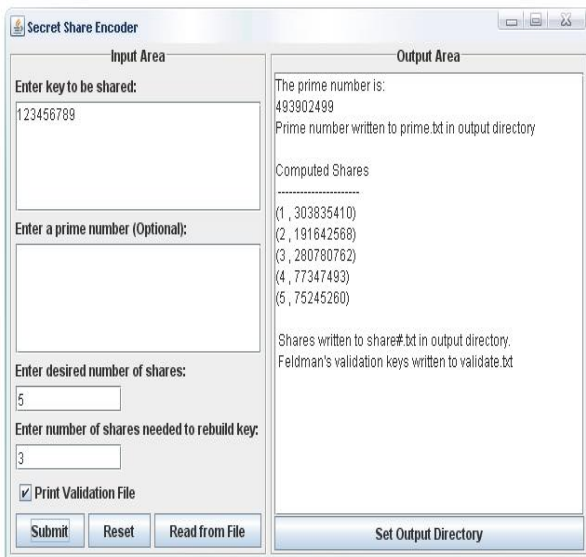 Secret Share Encoder
Input Area
Enter key to be shared:
123456789
Enter a prime number (Optional):
Enter desired number of shares:
5
Enter number of shares needed to rebuild key:
3
Print Validation File
Submit Reset Read from File
Output Area
The prime number is:
493902499
Prime number written to prime.txt in output directory
Computed Shares
----------------------
(1 , 303835410)
(2 , 191642568)
(3 , 280780762)
(4 , 77347493)
(5 , 75245260)
Shares written to share#.txt in output directory.
Feldman's validation keys written to validate.txt
Set Output Directory